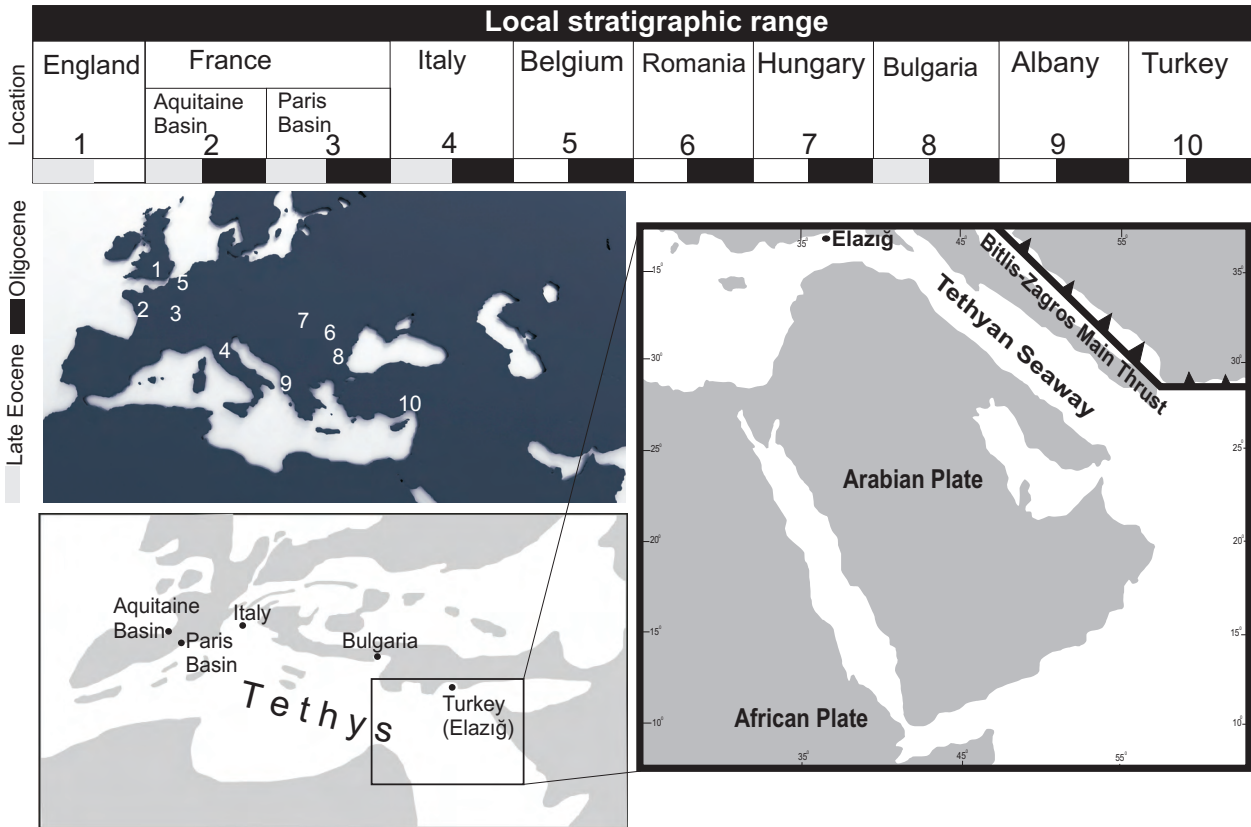 Local stratigraphic range
Location
England
France
Italy
Belgium
Romania
Hungary
Bulgaria
Albany
Turkey
Aquitaine
Basin
Paris
Basin
1
2
3
4
5
6
7
8
9
10
Late Eocene
Oligocene
1
5
2
3
7
6
4
8
9
10
Aquitaine
Basin
Paris
Basin
Italy
Bulgaria
Tethys
Turkey
(Elazığ)
35°
Elazığ
45°
55°
15°
35°
Bitlis-Zagros Main Thrust
Tethyan Seaway
30°
30°
25°
25°
Arabian Plate
20°
20°
15°
15°
African Plate
10°
10°
35°
45°
55°